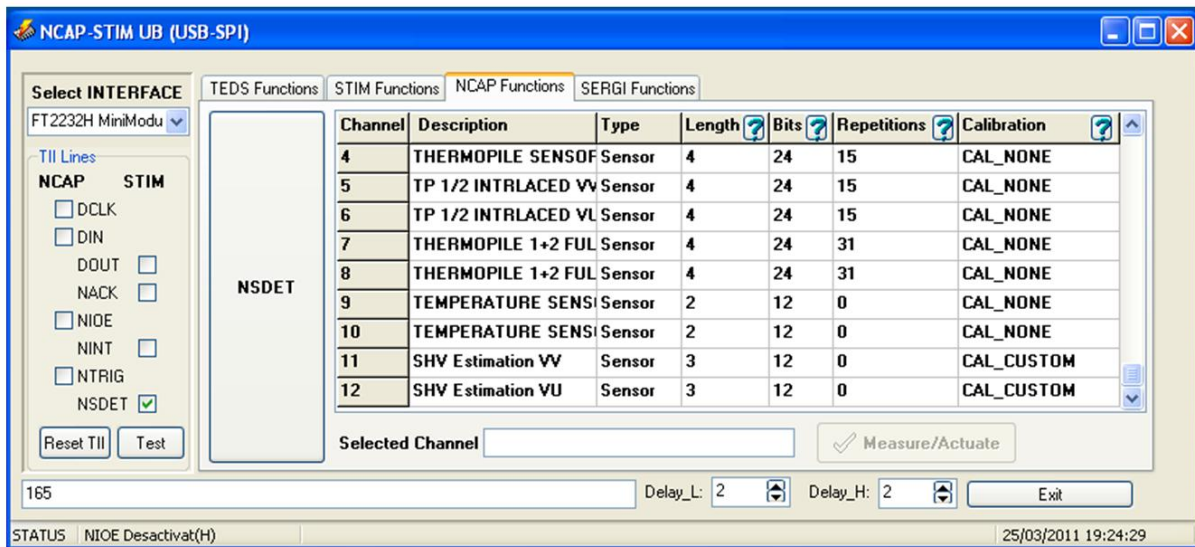 NCAP-STIM UB (USB-SPI)
Select INTERFACE
FT2232H MiniModu
TII Lines
NCAP STIM
DCLK
DIN
DOUT
NACK
NIOE
NINT
NTRIG
NSDET
Reset TII Test
TEDS Functions STIM Functions NCAP Functions SERGI Functions
NSDET
Channel Description Type Length ? Bits ? Repetitions ? Calibration ?
4 THERMOPILE SENSOF Sensor 4 24 15 CAL_NONE
5 TP 1/2 INTRLACED VV Sensor 4 24 15 CAL_NONE
6 TP 1/2 INTRLACED VU Sensor 4 24 15 CAL_NONE
7 THERMOPILE 1+2 FUL Sensor 4 24 31 CAL_NONE
8 THERMOPILE 1+2 FUL Sensor 4 24 31 CAL_NONE
9 TEMPERATURE SENS Sensor 2 12 0 CAL_NONE
10 TEMPERATURE SENS Sensor 2 12 0 CAL_NONE
11 SHV Estimation VV Sensor 3 12 0 CAL_CUSTOM
12 SHV Estimation VU Sensor 3 12 0 CAL_CUSTOM
Selected Channel Measure/Actuate
165 Delay_L: 2 Delay_H: 2 Exit
STATUS NIOE Desactivat(H) 25/03/2011 19:24:29